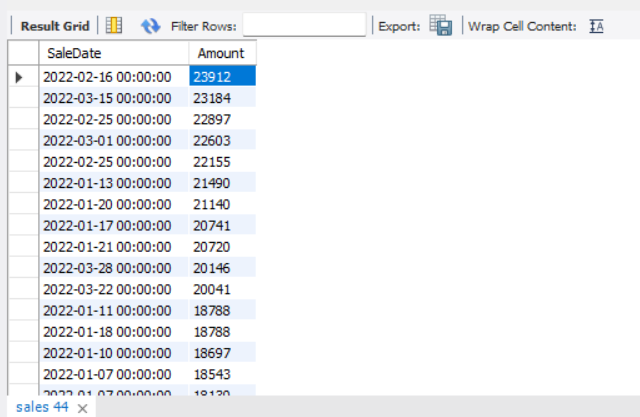 Result Grid Filter Rows: Export: Wrap Cell Content: IA
SaleDate Amount
2022-02-16 00:00:00 23912
2022-03-15 00:00:00 23184
2022-02-25 00:00:00 22897
2022-03-01 00:00:00 22603
2022-02-25 00:00:00 22155
2022-01-13 00:00:00 21490
2022-01-20 00:00:00 21140
2022-01-17 00:00:00 20741
2022-01-21 00:00:00 20720
2022-03-28 00:00:00 20146
2022-03-22 00:00:00 20041
2022-01-11 00:00:00 18788
2022-01-18 00:00:00 18788
2022-01-10 00:00:00 18697
2022-01-07 00:00:00 18543
sales 44